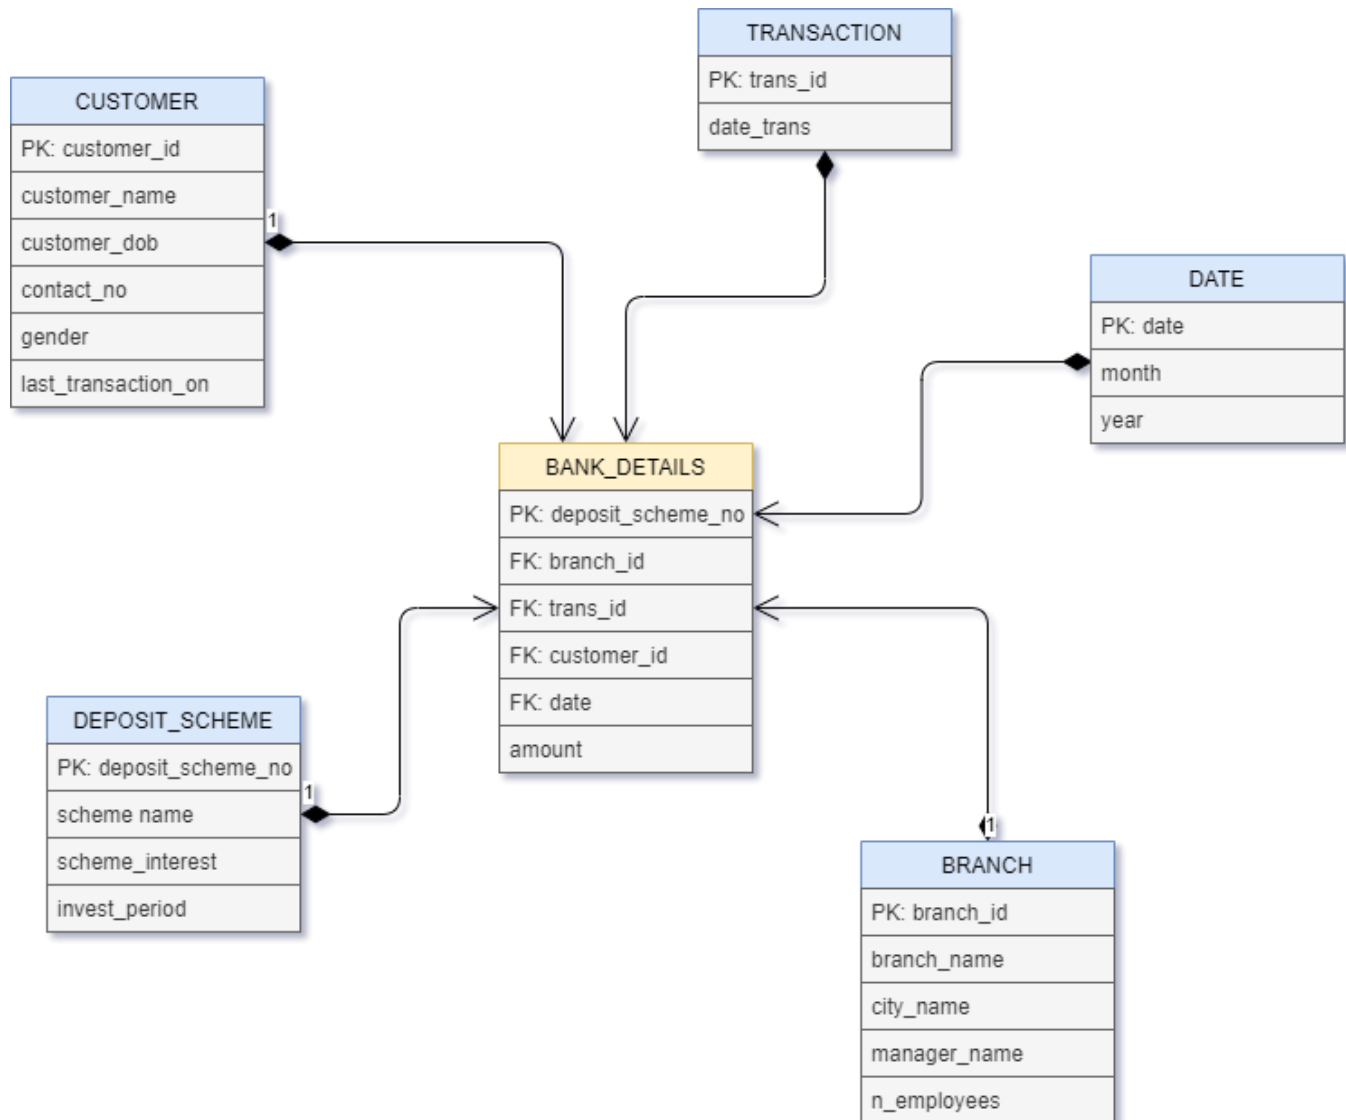 TRANSACTION
PK: trans_id
date_trans
CUSTOMER
PK: customer_id
customer_name
customer_dob
contact_no
gender
last_transaction_on
1
DATE
PK: date
month
year
BANK_DETAILS
PK: deposit_scheme_no
FK: branch_id
FK: trans_id
FK: customer_id
FK: date
amount
DEPOSIT_SCHEME
PK: deposit_scheme_no
scheme name
scheme_interest
invest_period
1
1
BRANCH
PK: branch_id
branch_name
city_name
manager_name
n_employees